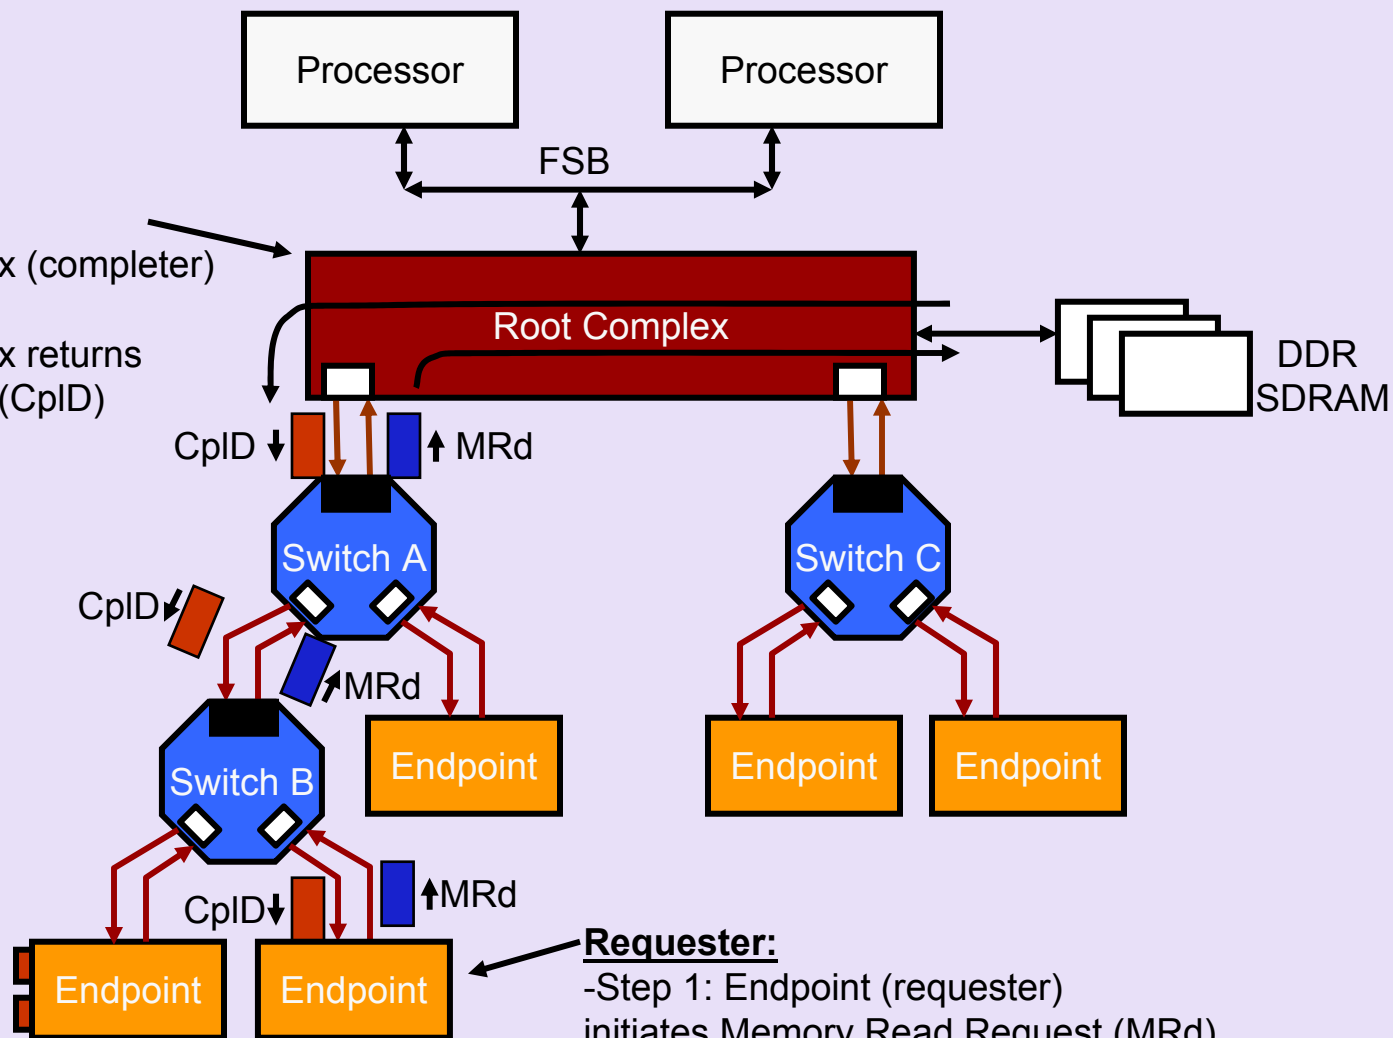 Processor
Processor
FSB
x (completer)
Root Complex
x returns
(CplD)
DDR
SDRAM
CplD
MRd
Switch A
Switch C
CplD
MRd
Endpoint
Endpoint
Endpoint
Switch B
CplD
MRd
Endpoint
Endpoint
Requester:
-Step 1: Endpoint (requester)
initiates Memory Read Request (MRd)